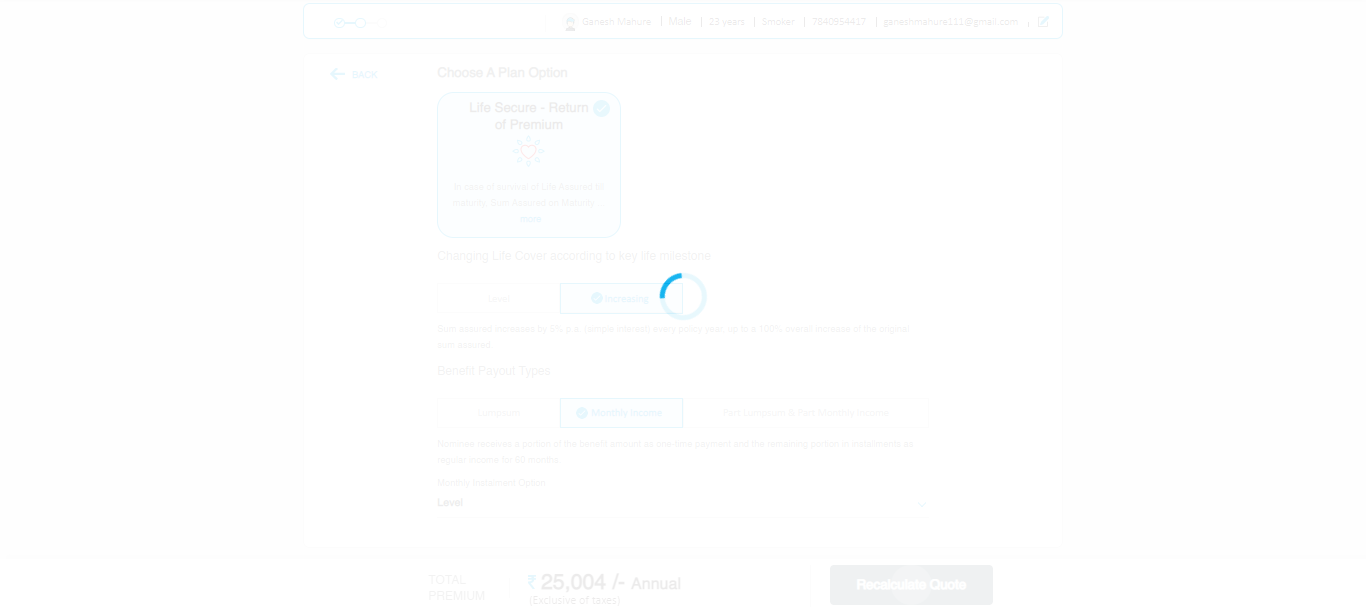 Ganesh Mahure | Male | 23 years | Smoker | 7840954417 | ganeshmahure111@gmail.com
BACK
Choose A Plan Option
Life Secure - Return
of Premium
In case of survival of Life Assured till
maturity, Sum Assured on Maturity
more
Changing Life Cover according to key life milestone
Level
Increasing
Sum assured increases by 5% p.a. (simple interest) every policy year, up to a 100% overall increase of the original
sum assured.
Benefit Payout Types
Lumpsum
Monthly Income
Part Lumpsum & Part Monthly Income
Nominee receives a portion of the benefit amount as one-time payment and the remaining portion in installments as
regular income for 60 months.
Monthly Increment Option
Level
TOTAL
PREMIUM
₹ 25,004 /- Annual
(Exclusive of taxes)
Recalculate Quote